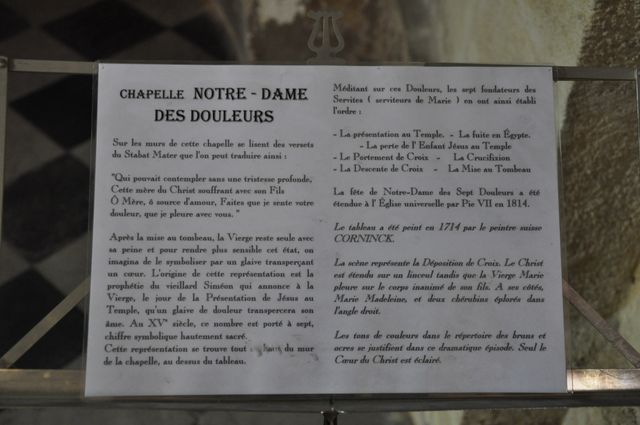 CHAPELLE NOTRE - DAME
DES DOULEURS
Sur les murs de cette chapelle se lisent des versets
du Stabat Mater que l'on peut traduire ainsi :
"Qui pouvait contempler sans une tristesse profonde,
Cette mère du Christ souffrant avec son Fils
Ô Mère, ô source d'amour, Faites que je sente votre
douleur, que je pleure avec vous. "
Après la mise au tombeau, la Vierge reste seule avec
sa peine et pour rendre plus sensible cet état, on
imagina de le symboliser par un glaive transperçant
un cœur. L'origine de cette représentation est la
prophétie du vieillard Siméon qui annonce à la
Vierge, le jour de la Présentation de Jésus au
Temple, qu'un glaive de douleur transpercera son
âme. Au XVe siècle, ce nombre est porté à sept,
chiffre symbolique hautement sacré.
Cette représentation se trouve tout du mur
de la chapelle, au dessus du tableau.
Méditant sur ces Douleurs, les sept fondateurs des
Servites ( serviteurs de Marie ) en ont ainsi établi
l'ordre :
- La présentation au Temple. - La fuite en Égypte.
- La perte de l' Enfant Jésus au Temple
- Le Portement de Croix - La Crucifixion
- La Descente de Croix - La Mise au Tombeau
La fête de Notre-Dame des Sept Douleurs a été
étendue à l' Église universelle par Pie VII en 1814.
Le tableau a été peint en 1714 par le peintre suisse
CORNINCK.
La scène représente la Déposition de Croix. Le Christ
est étendu sur un linceul tandis que la Vierge Marie
pleure sur le corps inanimé de son fils. A ses côtés,
Marie Madeleine, et deux chérubins éplorés dans
l'angle droit.
Les tons de couleurs dans le répertoire des bruns et
ocres se justifient dans ce dramatique épisode. Seul le
Cœur du Christ est éclairé.